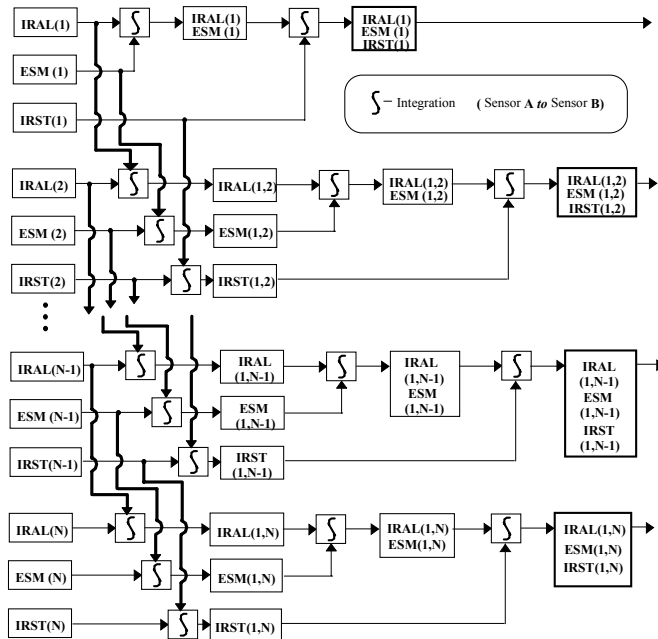 IRAL(1)
IRAL(1)
ESM (1)
IRAL(1)
ESM (1)
IRST(1)
ESM (1)
IRST(1)
∫ – Integration ( Sensor A to Sensor B)
IRAL(2)
IRAL(1,2)
IRAL(1,2)
ESM (1,2)
IRAL(1,2)
ESM (1,2)
IRST(1,2)
ESM (2)
ESM(1,2)
IRST(2)
IRST(1,2)
IRAL(N-1)
IRAL
(1,N-1)
IRAL
(1,N-1)
ESM
(1,N-1)
IRAL
(1,N-1)
ESM
(1,N-1)
IRST
(1,N-1)
ESM (N-1)
ESM
(1,N-1)
IRST(N-1)
IRST
(1,N-1)
IRAL(N)
IRAL(1,N)
IRAL(1,N)
ESM(1,N)
IRAL(1,N)
ESM(1,N)
IRST(1,N)
ESM (N)
ESM(1,N)
IRST(N)
IRST(1,N)